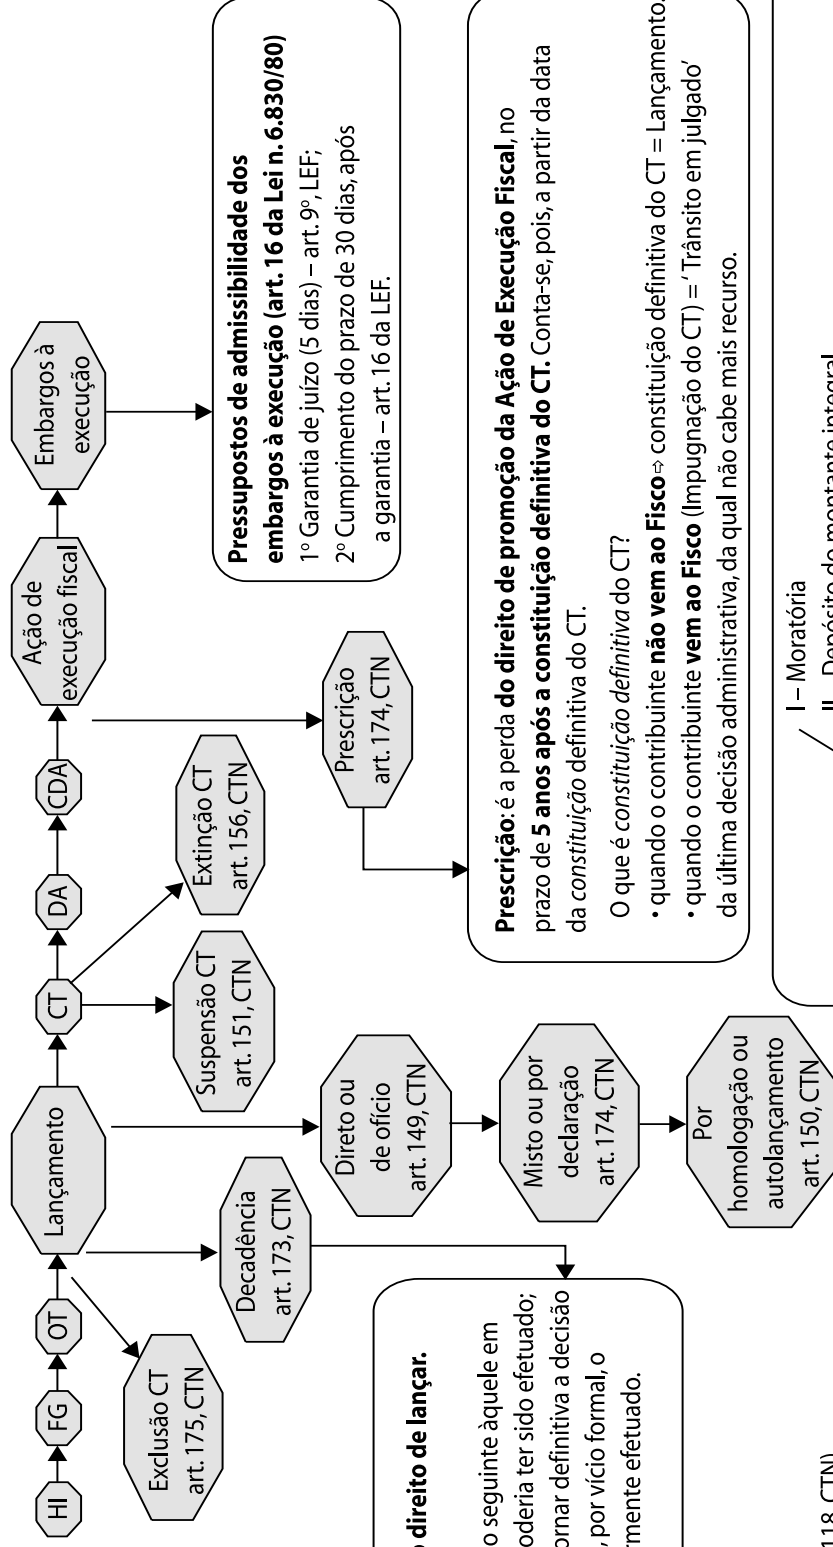 HI
FG
OT
Lançamento
CT
DA
CDA
Ação de
execução fiscal
Embargos à
execução
Exclusão CT
art. 175, CTN
Decadência
art. 173, CTN
Suspensão CT
art. 151, CTN
Extinção CT
art. 156, CTN
Pressupostos de admissibilidade dos
embargos à execução (art. 16 da Lei n. 6.830/80)
1º Garantia de juízo (5 dias) – art. 9º, LEF;
2º Cumprimento do prazo de 30 dias, após
a garantia – art. 16 da LEF.
Direto ou
de ofício
art. 149, CTN
Prescrição
art. 174, CTN
direito de lançar.
o seguinte àquele em
oderia ter sido efetuado;
ornar definitiva a decisão
, por vício formal, o
rmente efetuado.
Misto ou por
declaração
art. 174, CTN
Prescrição: é a perda do direito de promoção da Ação de Execução Fiscal, no
prazo de 5 anos após a constituição definitiva do CT. Conta-se, pois, a partir da data
da constituição definitiva do CT.
O que é constituição definitiva do CT?
• quando o contribuinte não vem ao Fisco⇨ constituição definitiva do CT = Lançamento.
• quando o contribuinte vem ao Fisco (Impugnação do CT) = ‘Trânsito em julgado’
da última decisão administrativa, da qual não cabe mais recurso.
Por
homologação ou
autolançamento
art. 150, CTN
I – Moratória
II – Depósito do montante integral
118, CTN)